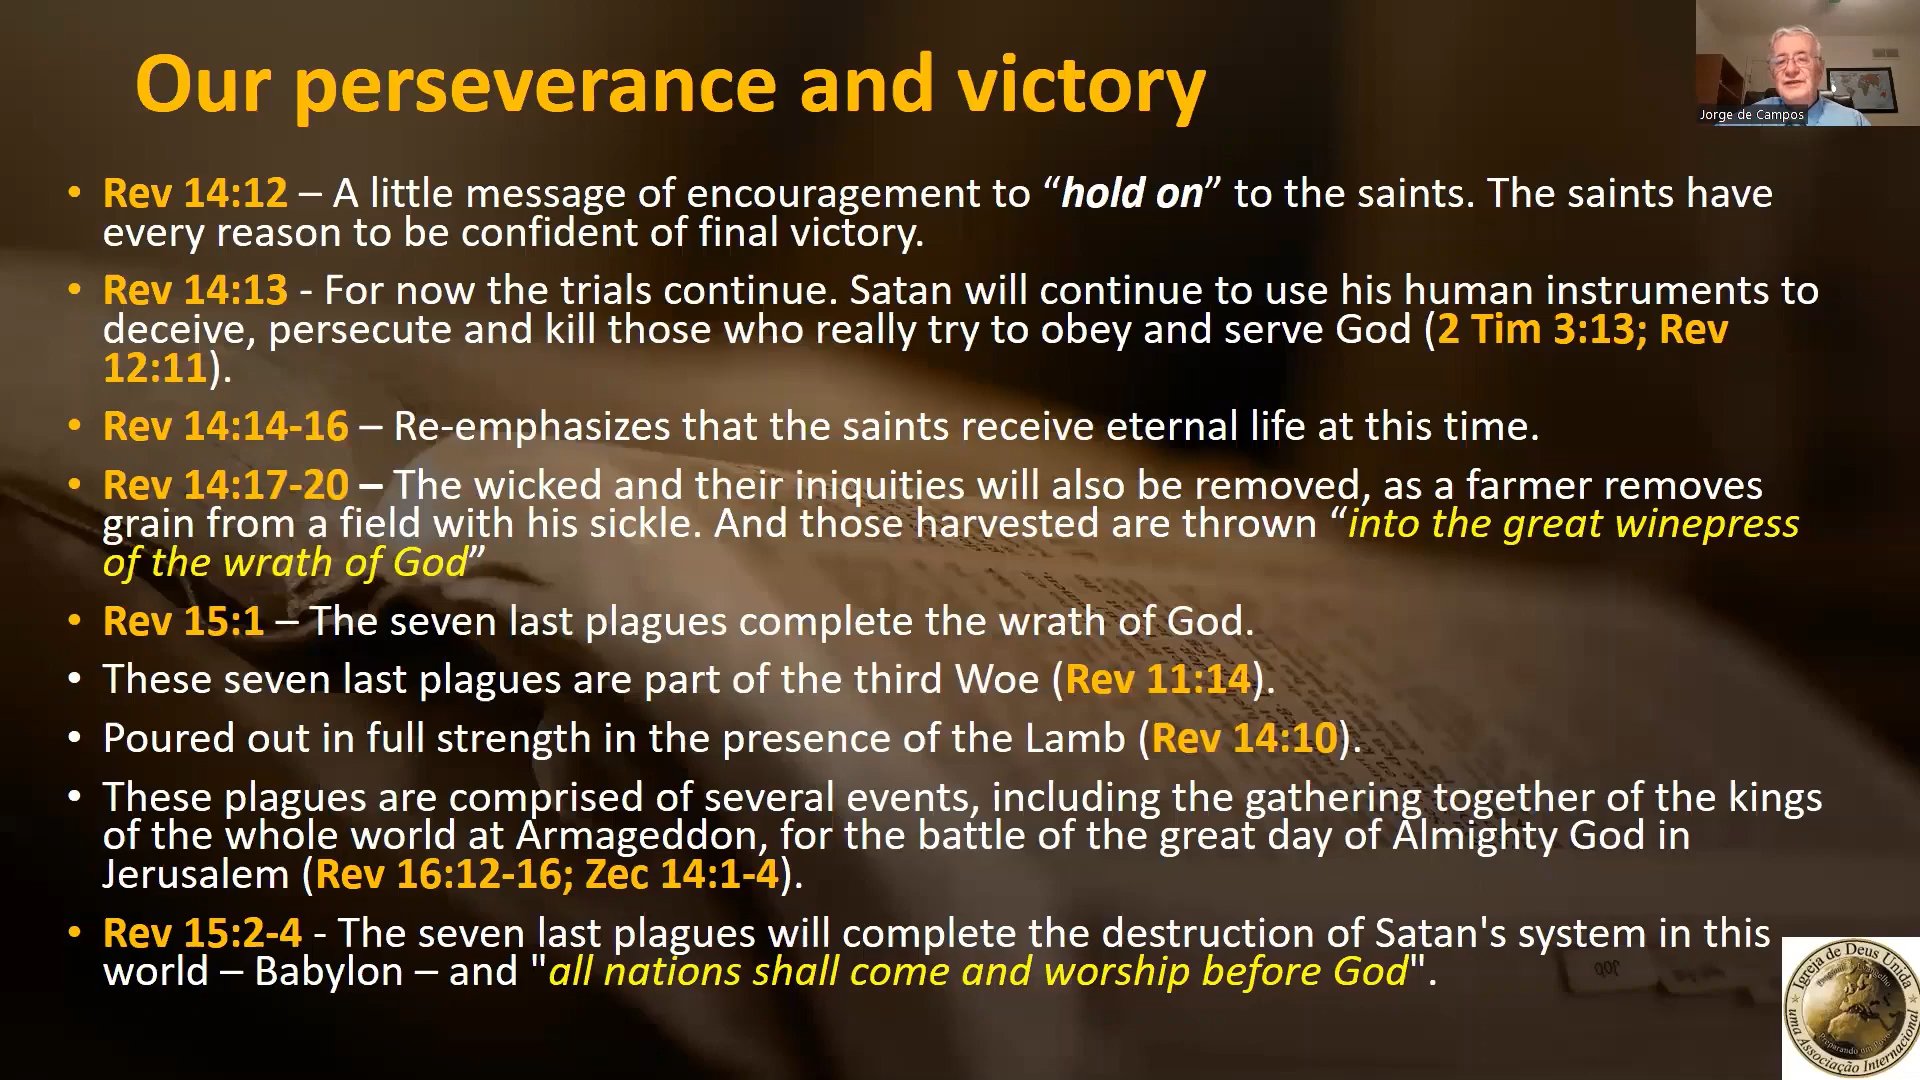 Our perseverance and victory
Jorge de Campos
• Rev 14:12 – A little message of encouragement to “hold on” to the saints. The saints have
every reason to be confident of final victory.
• Rev 14:13 - For now the trials continue. Satan will continue to use his human instruments to
deceive, persecute and kill those who really try to obey and serve God (2 Tim 3:13; Rev
12:11).
• Rev 14:14-16 – Re-emphasizes that the saints receive eternal life at this time.
• Rev 14:17-20 – The wicked and their iniquities will also be removed, as a farmer removes
grain from a field with his sickle. And those harvested are thrown “into the great winepress
of the wrath of God”
• Rev 15:1 – The seven last plagues complete the wrath of God.
• These seven last plagues are part of the third Woe (Rev 11:14).
• Poured out in full strength in the presence of the Lamb (Rev 14:10).
• These plagues are comprised of several events, including the gathering together of the kings
of the whole world at Armageddon, for the battle of the great day of Almighty God in
Jerusalem (Rev 16:12-16; Zec 14:1-4).
• Rev 15:2-4 - The seven last plagues will complete the destruction of Satan's system in this
world – Babylon – and "all nations shall come and worship before God".
Job
Igreja de Deus Unida
uma Associação Internacional